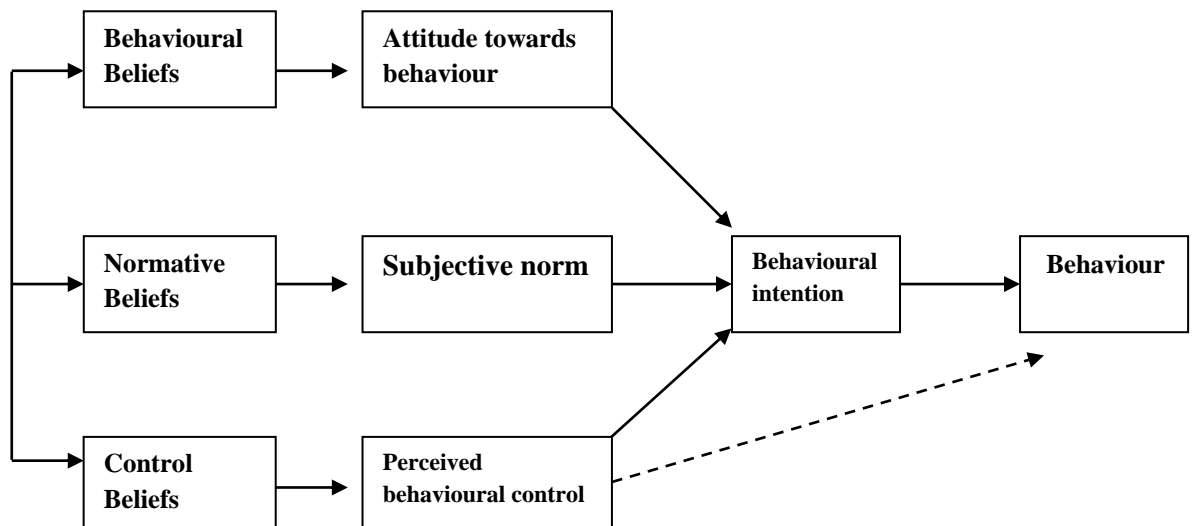 Behavioural
Beliefs
Attitude towards
behaviour
Normative
Beliefs
Subjective norm
Behavioural
intention
Behaviour
Control
Beliefs
Perceived
behavioural control